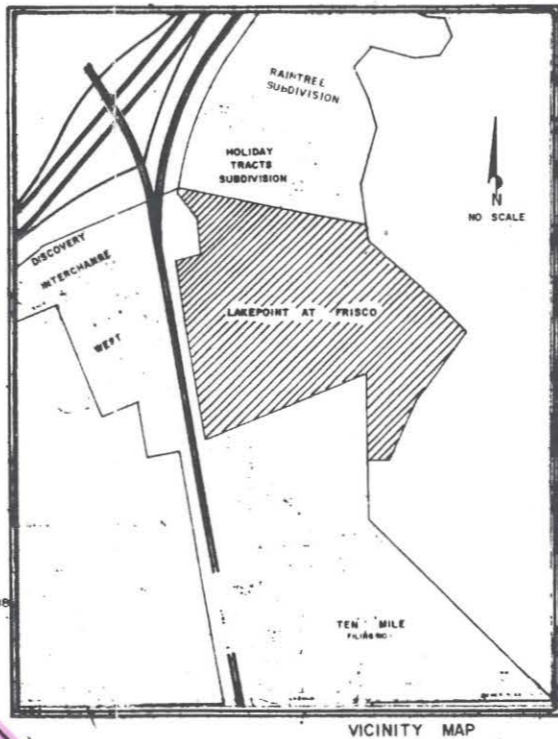 RAINTREE
SUBDIVISION
HOLIDAY
TRACTS
SUBDIVISION
N
NO SCALE
DISCOVERY
INTERCHANGE
WEST
LAKEPOINT AT FRISCO
TEN MILE
VICINITY MAP